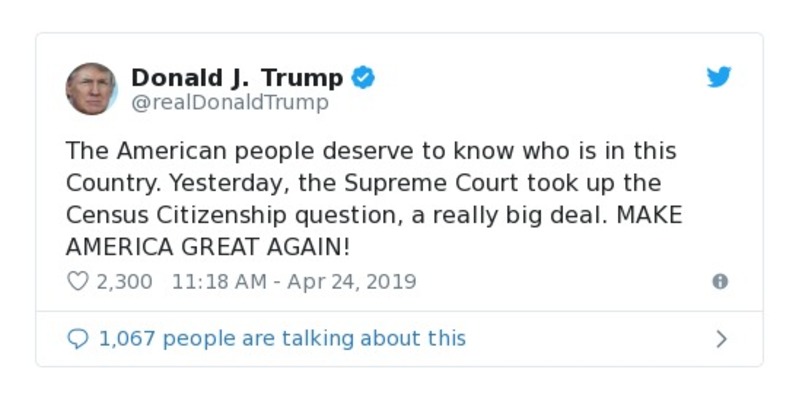 Donald J. Trump
@realDonaldTrump
The American people deserve to know who is in this
Country. Yesterday, the Supreme Court took up the
Census Citizenship question, a really big deal. MAKE
AMERICA GREAT AGAIN!
2,300 11:18 AM - Apr 24, 2019
1,067 people are talking about this